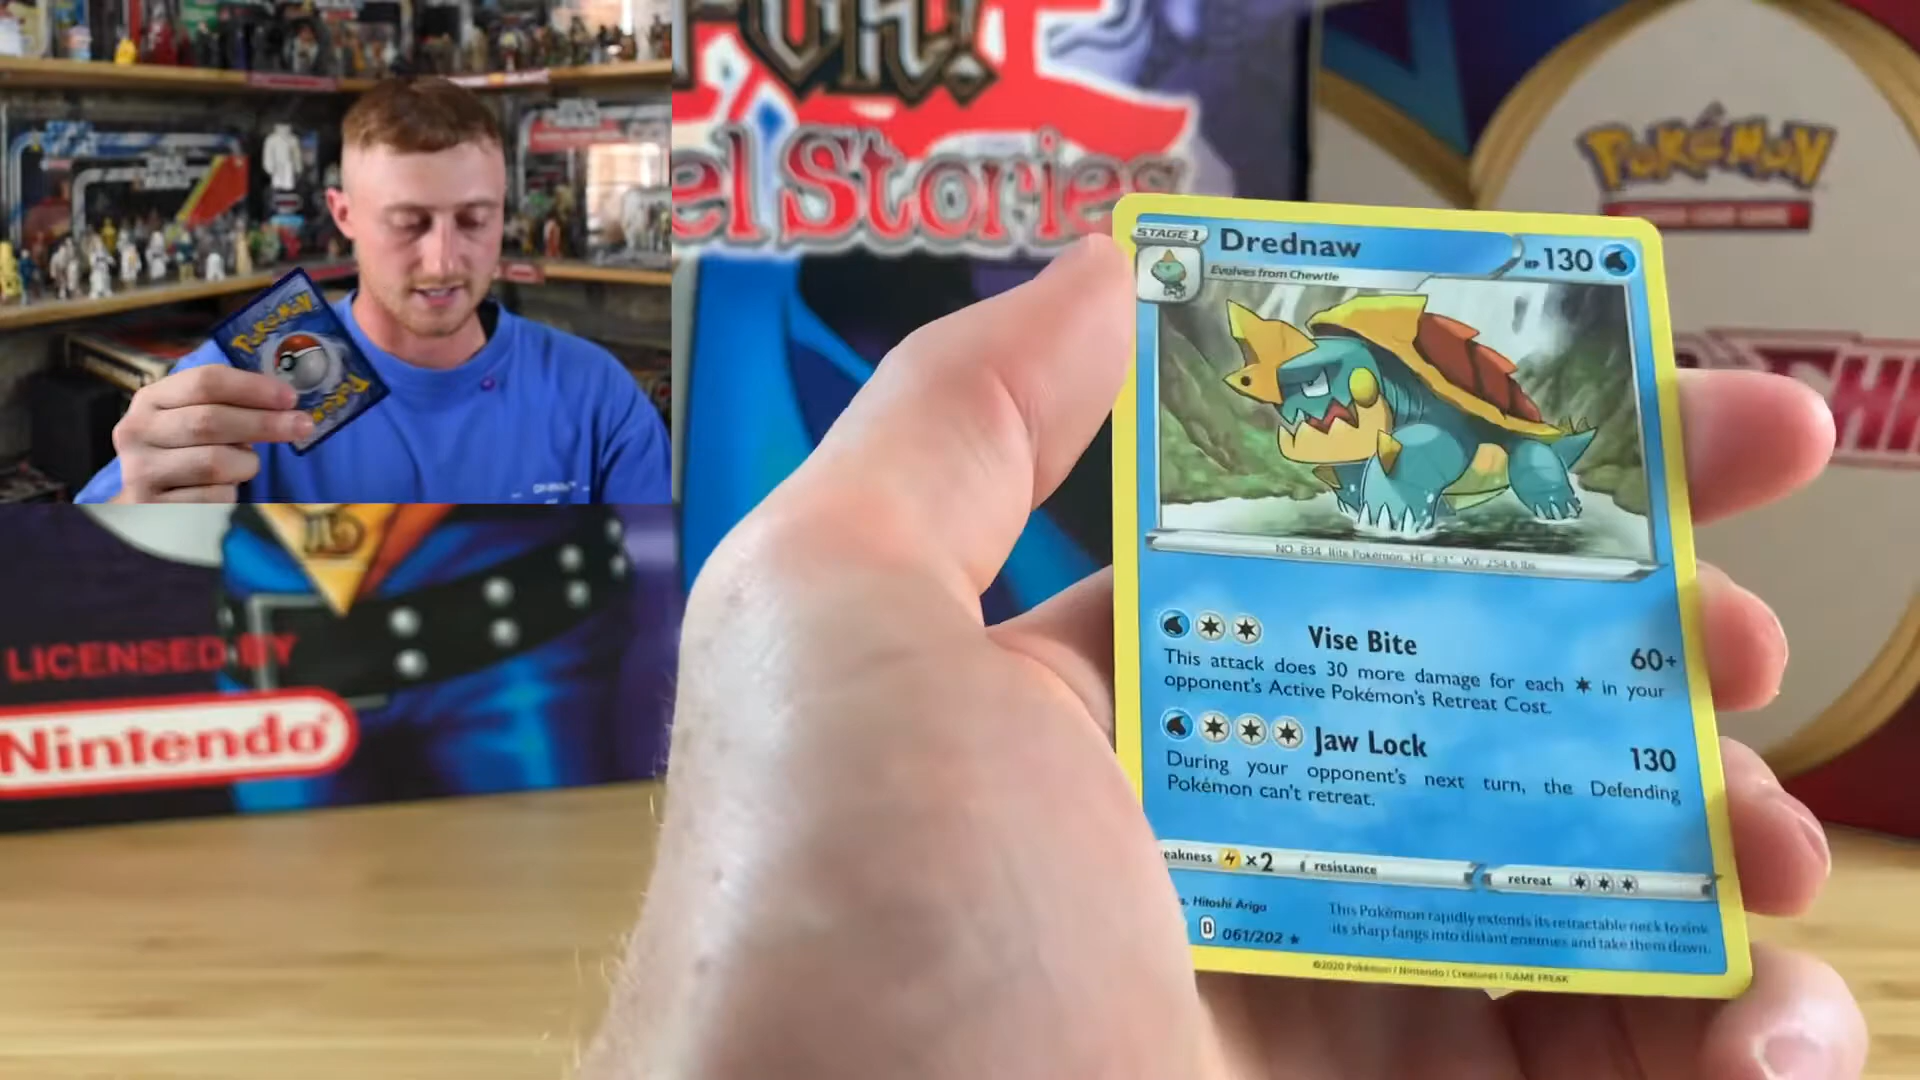 el Stories
POKéMON
POKéMON
LICENSED BY
Nintendo
STAGE 1
Drednaw
HP 130
Evolves from Chewtle
NO. 834 Bite Pokémon HT: 3'3" WT: 254.6 lbs
Vise Bite
60+
This attack does 30 more damage for each in your
opponent's Active Pokémon's Retreat Cost.
Jaw Lock
130
During your opponent's next turn, the Defending
Pokémon can't retreat.
eakness ×2 resistance retreat
s. Hitoshi Ariga
D 061/202 ★
This Pokémon rapidly extends its retractable neck to sink
its sharp fangs into distant enemies and take them down.
©2020 Pokémon / Nintendo / Creatures / GAME FREAK